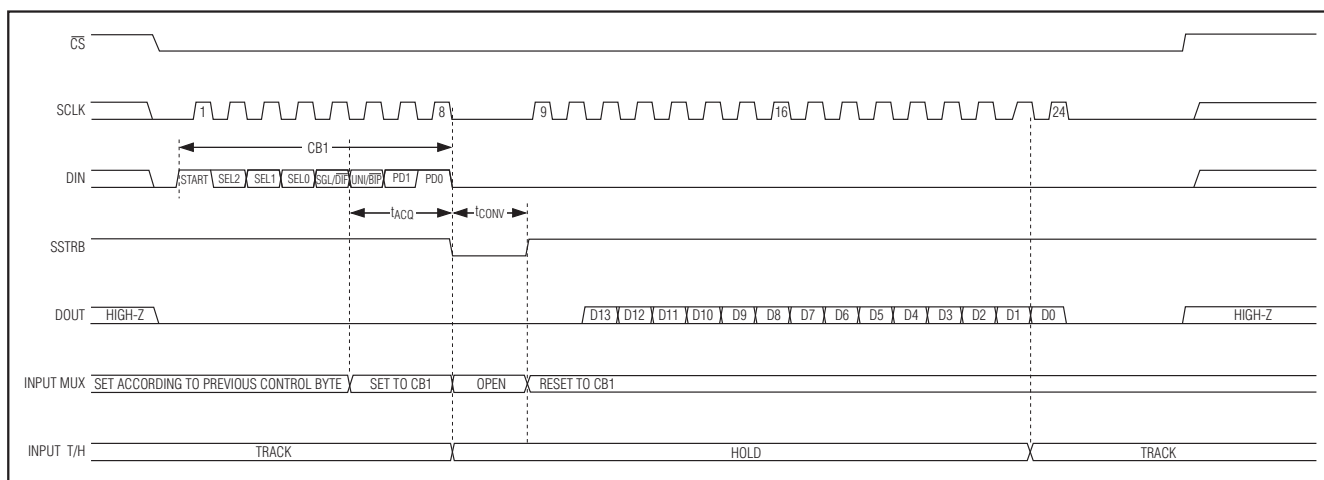 CS
SCLK 1 8 9 16 24
CB1
DIN START SEL2 SEL1 SEL0 SGL/DIF UNI/BIP PD1 PD0
tACQ tCONV
SSTRB
DOUT HIGH-Z D13 D12 D11 D10 D9 D8 D7 D6 D5 D4 D3 D2 D1 D0 HIGH-Z
INPUT MUX SET ACCORDING TO PREVIOUS CONTROL BYTE SET TO CB1 OPEN RESET TO CB1
INPUT T/H TRACK HOLD TRACK